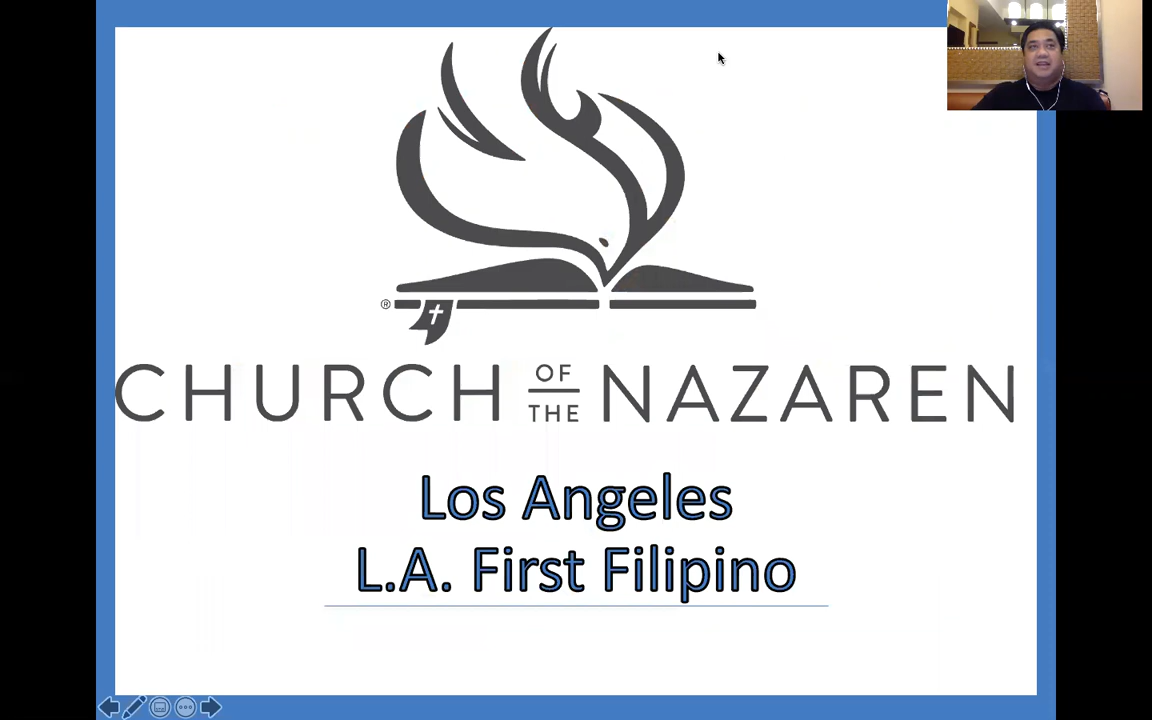 ®
CHURCH OF THE NAZAREN
Los Angeles
L.A. First Filipino